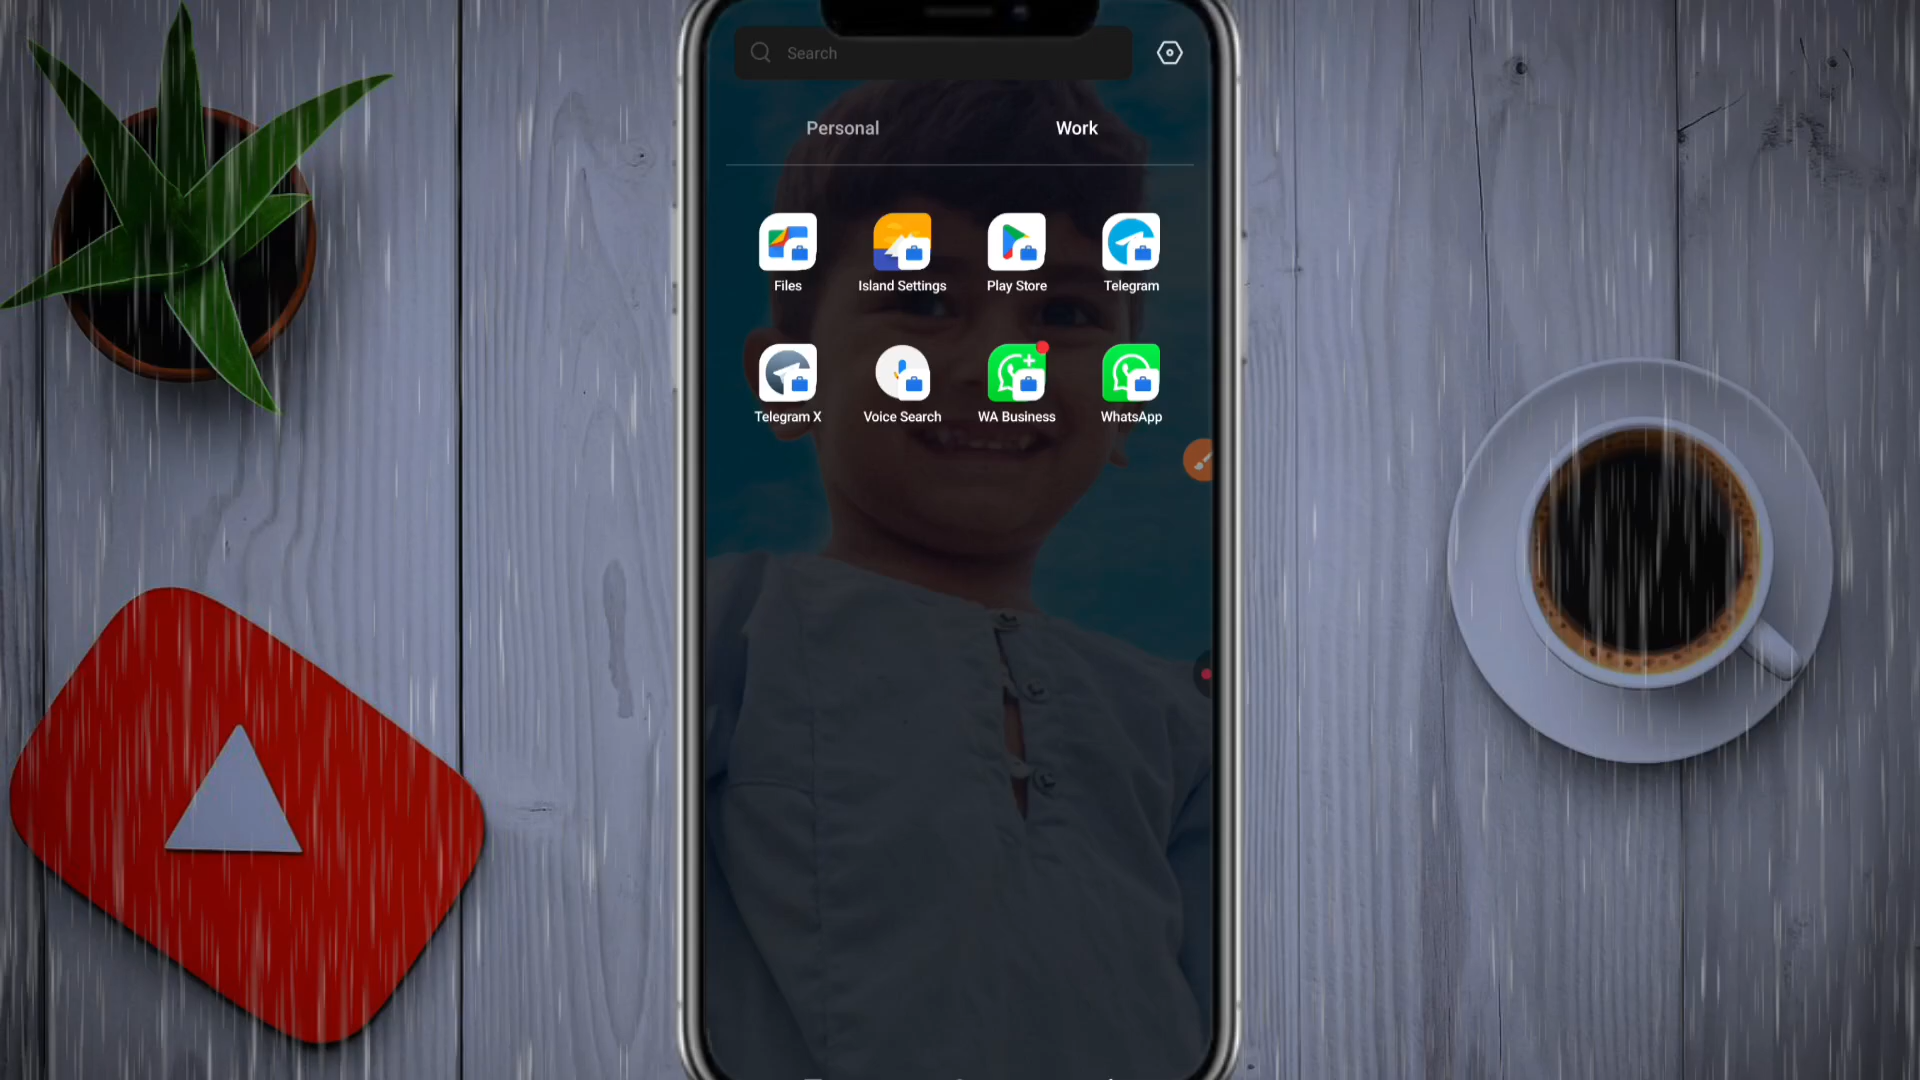 Search
Personal Work
Files Island Settings Play Store Telegram
Telegram X Voice Search WA Business WhatsApp